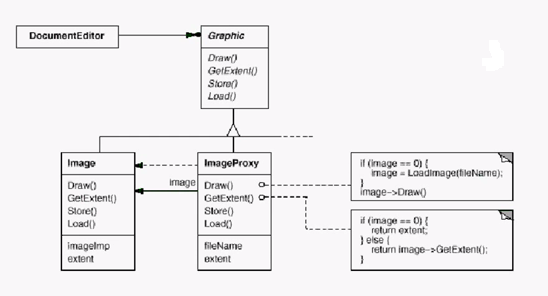 DocumentEditor
Graphic
Draw()
GetExtent()
Store()
Load()
Image
Draw()
GetExtent()
Store()
Load()
imageImp
extent
image
ImageProxy
Draw()
GetExtent()
Store()
Load()
fileName
extent
if (image == 0) {
image = LoadImage(fileName);
}
image->Draw()
if (image == 0) {
return extent;
} else {
return image->GetExtent();
}